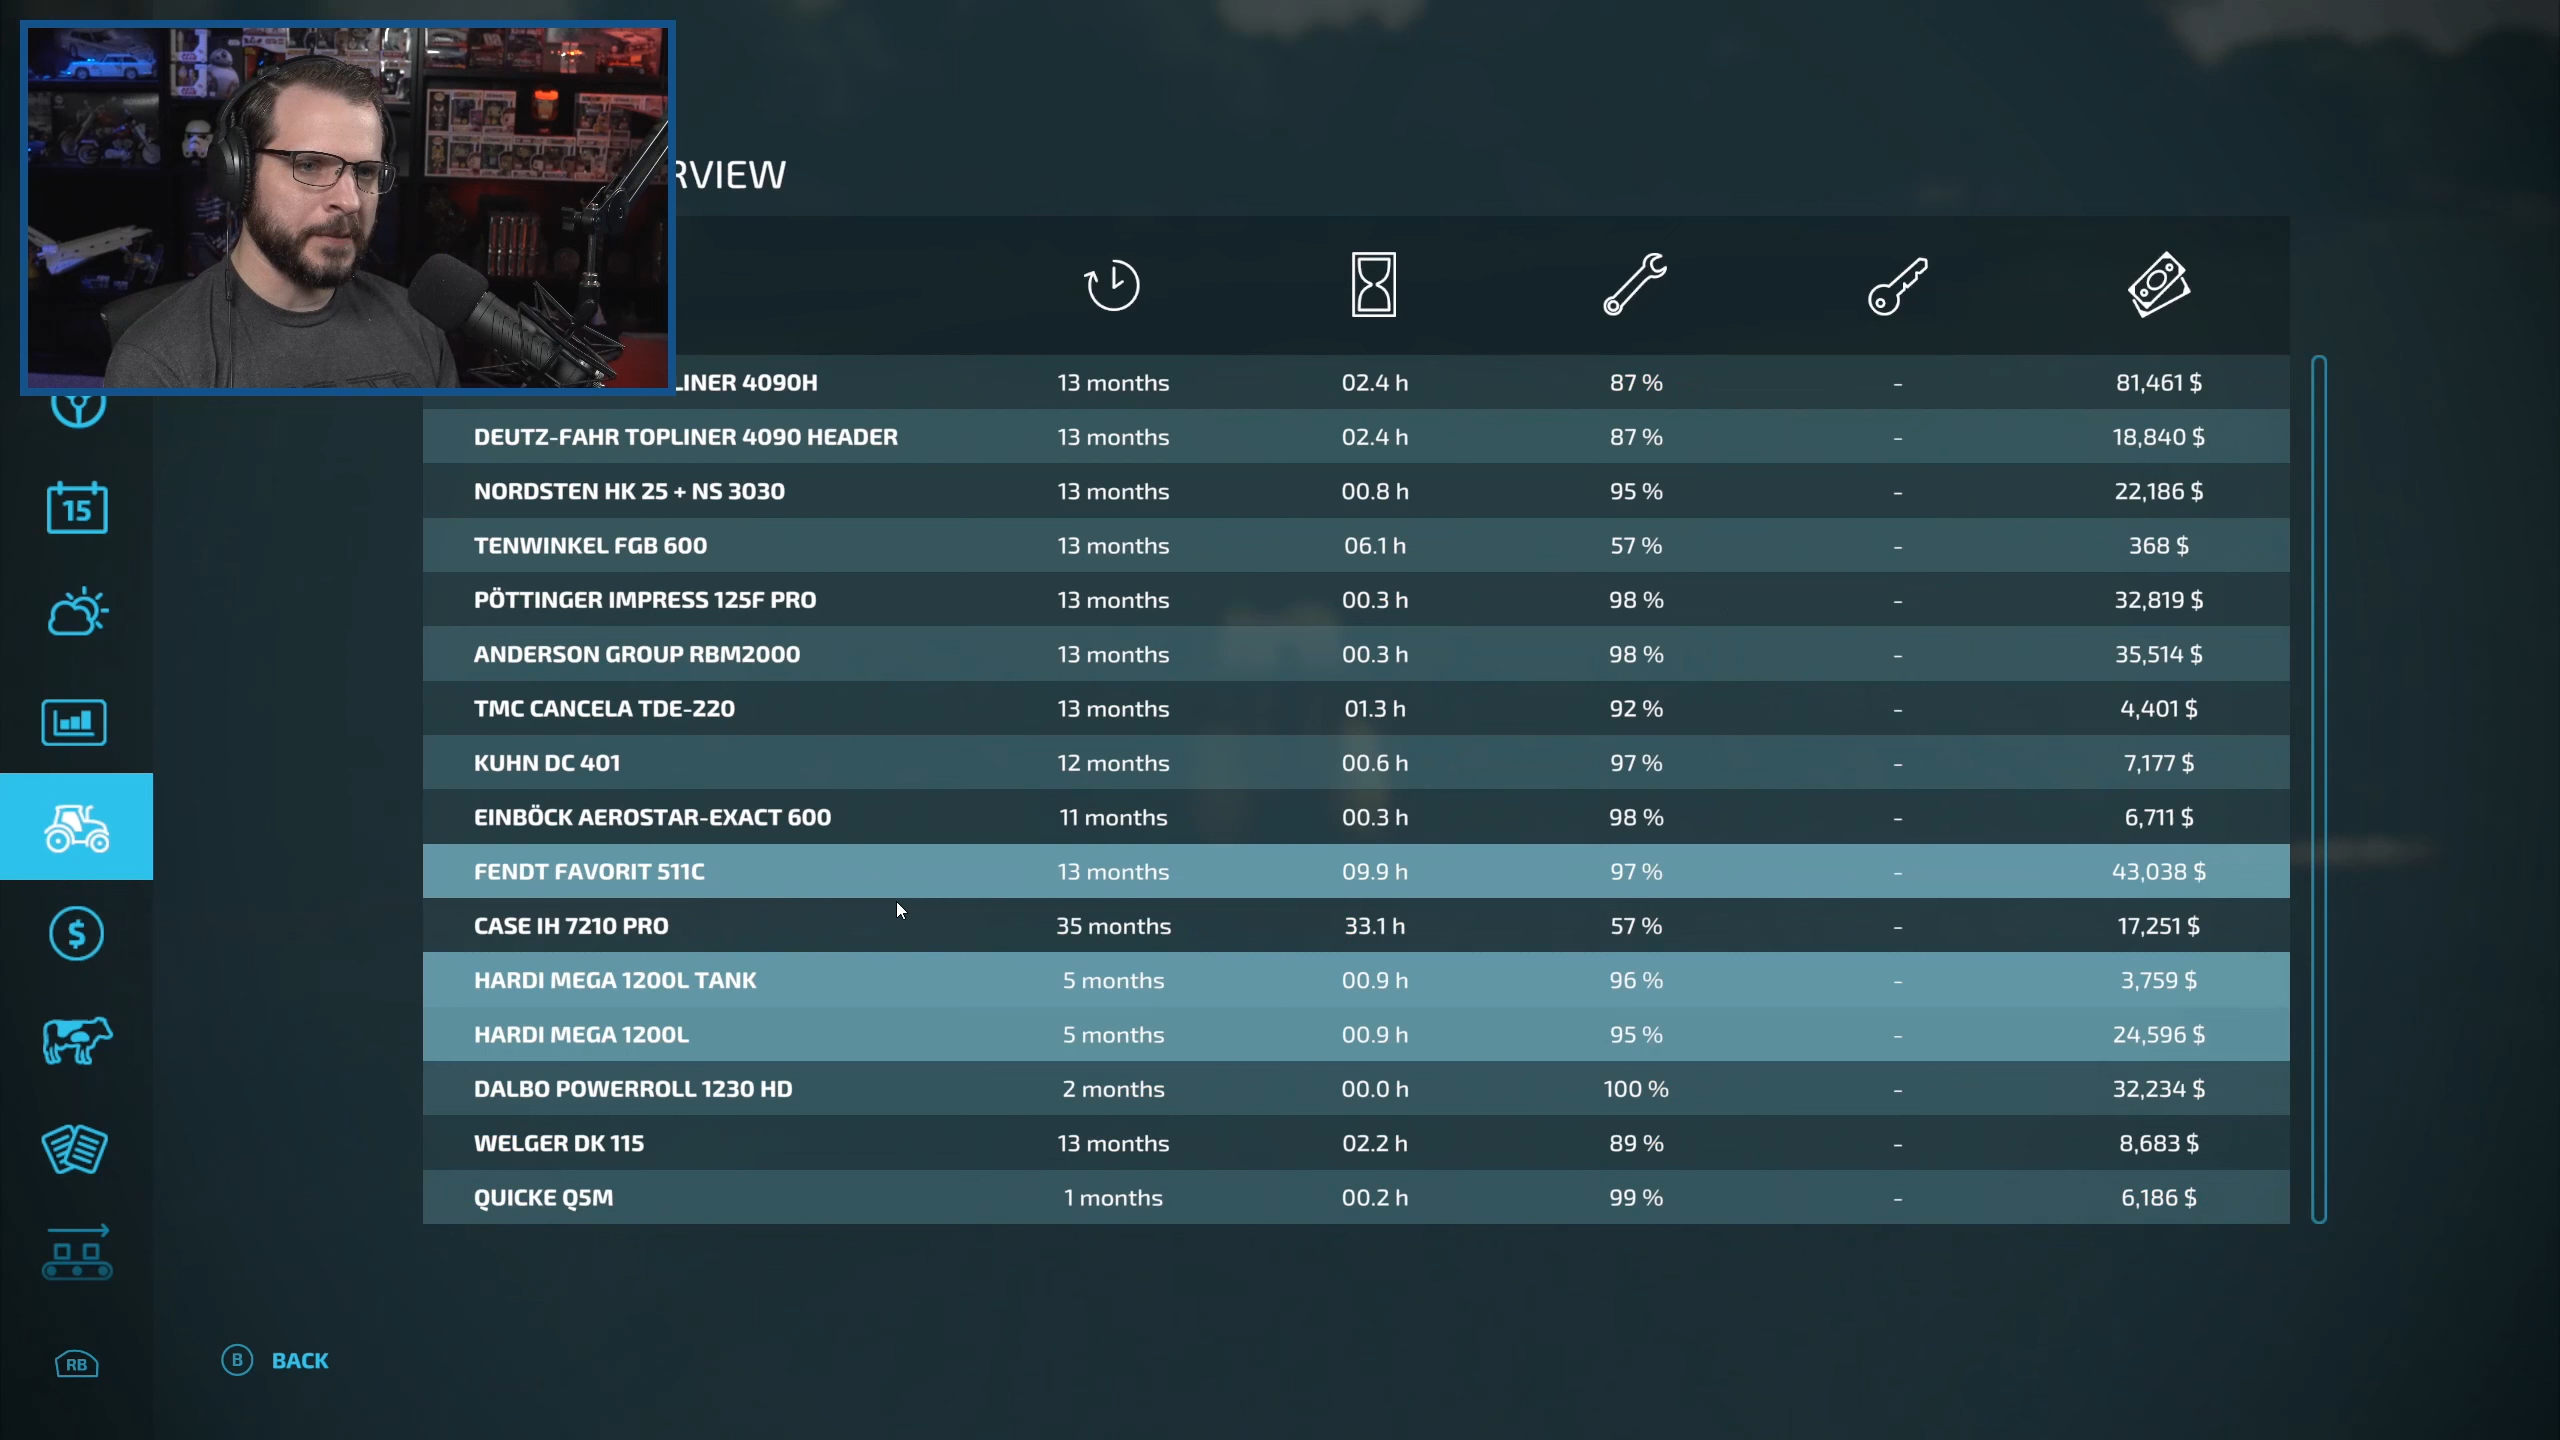 RVIEW
LINER 4090H 13 months 02.4 h 87 % - 81,461 $
DEUTZ-FAHR TOPLINER 4090 HEADER 13 months 02.4 h 87 % - 18,840 $
NORDSTEN HK 25 + NS 3030 13 months 00.8 h 95 % - 22,186 $
TENWINKEL FGB 600 13 months 06.1 h 57 % - 368 $
PÖTTINGER IMPRESS 125F PRO 13 months 00.3 h 98 % - 32,819 $
ANDERSON GROUP RBM2000 13 months 00.3 h 98 % - 35,514 $
TMC CANCELA TDE-220 13 months 01.3 h 92 % - 4,401 $
KUHN DC 401 12 months 00.6 h 97 % - 7,177 $
EINBÖCK AEROSTAR-EXACT 600 11 months 00.3 h 98 % - 6,711 $
FENDT FAVORIT 511C 13 months 09.9 h 97 % - 43,038 $
CASE IH 7210 PRO 35 months 33.1 h 57 % - 17,251 $
HARDI MEGA 1200L TANK 5 months 00.9 h 96 % - 3,759 $
HARDI MEGA 1200L 5 months 00.9 h 95 % - 24,596 $
DALBO POWERROLL 1230 HD 2 months 00.0 h 100 % - 32,234 $
WELGER DK 115 13 months 02.2 h 89 % - 8,683 $
QUICKE Q5M 1 months 00.2 h 99 % - 6,186 $
15
$
RB
B BACK